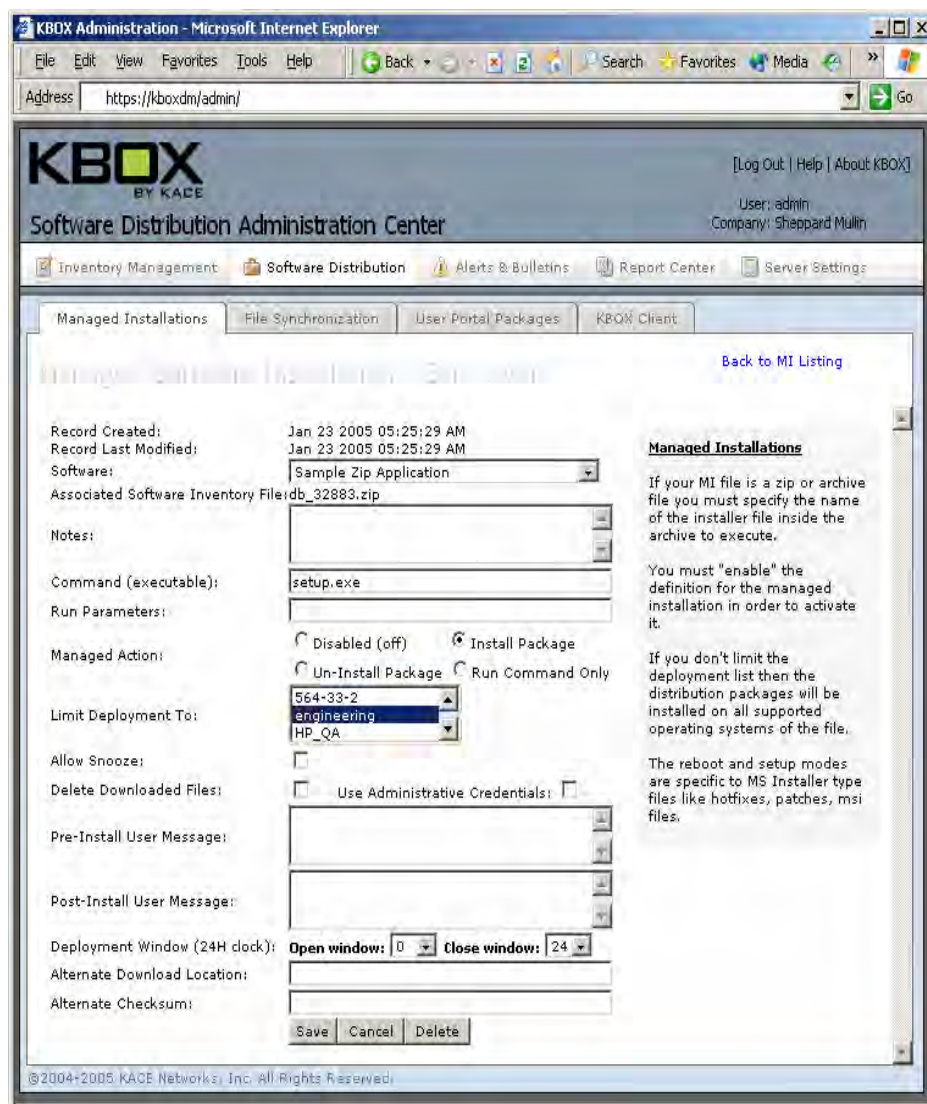 KBOX Administration - Microsoft Internet Explorer
File Edit View Favorites Tools Help Back Search Favorites Media »
Address https://kboxdm/admin/ Go
KBOX
BY KACE
[Log Out | Help | About KBOX]
User: admin
Company: Sheppard Mullin
Software Distribution Administration Center
Inventory Management Software Distribution Alerts & Bulletins Report Center Server Settings
Managed Installations File Synchronization User Portal Packages KBOX Client
Back to MI Listing
Record Created: Jan 23 2005 05:25:29 AM
Record Last Modified: Jan 23 2005 05:25:29 AM
Software: Sample Zip Application
Associated Software Inventory File: db_32883.zip
Notes:
Command (executable): setup.exe
Run Parameters:
Managed Action: Disabled (off) Install Package
Un-Install Package Run Command Only
Limit Deployment To: 564-33-2
engineering
HP_QA
Allow Snooze:
Delete Downloaded Files: Use Administrative Credentials:
Pre-Install User Message:
Post-Install User Message:
Deployment Window (24H clock): Open window: 0 Close window: 24
Alternate Download Location:
Alternate Checksum:
Save Cancel Delete
Managed Installations
If your MI file is a zip or archive
file you must specify the name
of the installer file inside the
archive to execute.
You must "enable" the
definition for the managed
installation in order to activate
it.
If you don't limit the
deployment list then the
distribution packages will be
installed on all supported
operating systems of the file.
The reboot and setup modes
are specific to MS Installer type
files like hotfixes, patches, msi
files.
©2004-2005 KACE Networks, Inc. All Rights Reserved.